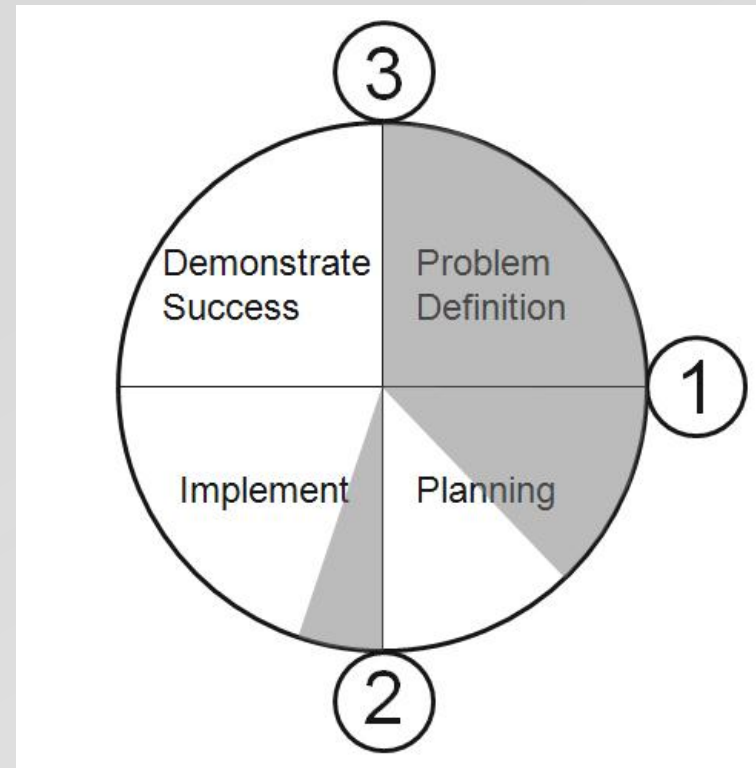 3
Demonstrate
Success
Problem
Definition
1
Implement
Planning
2